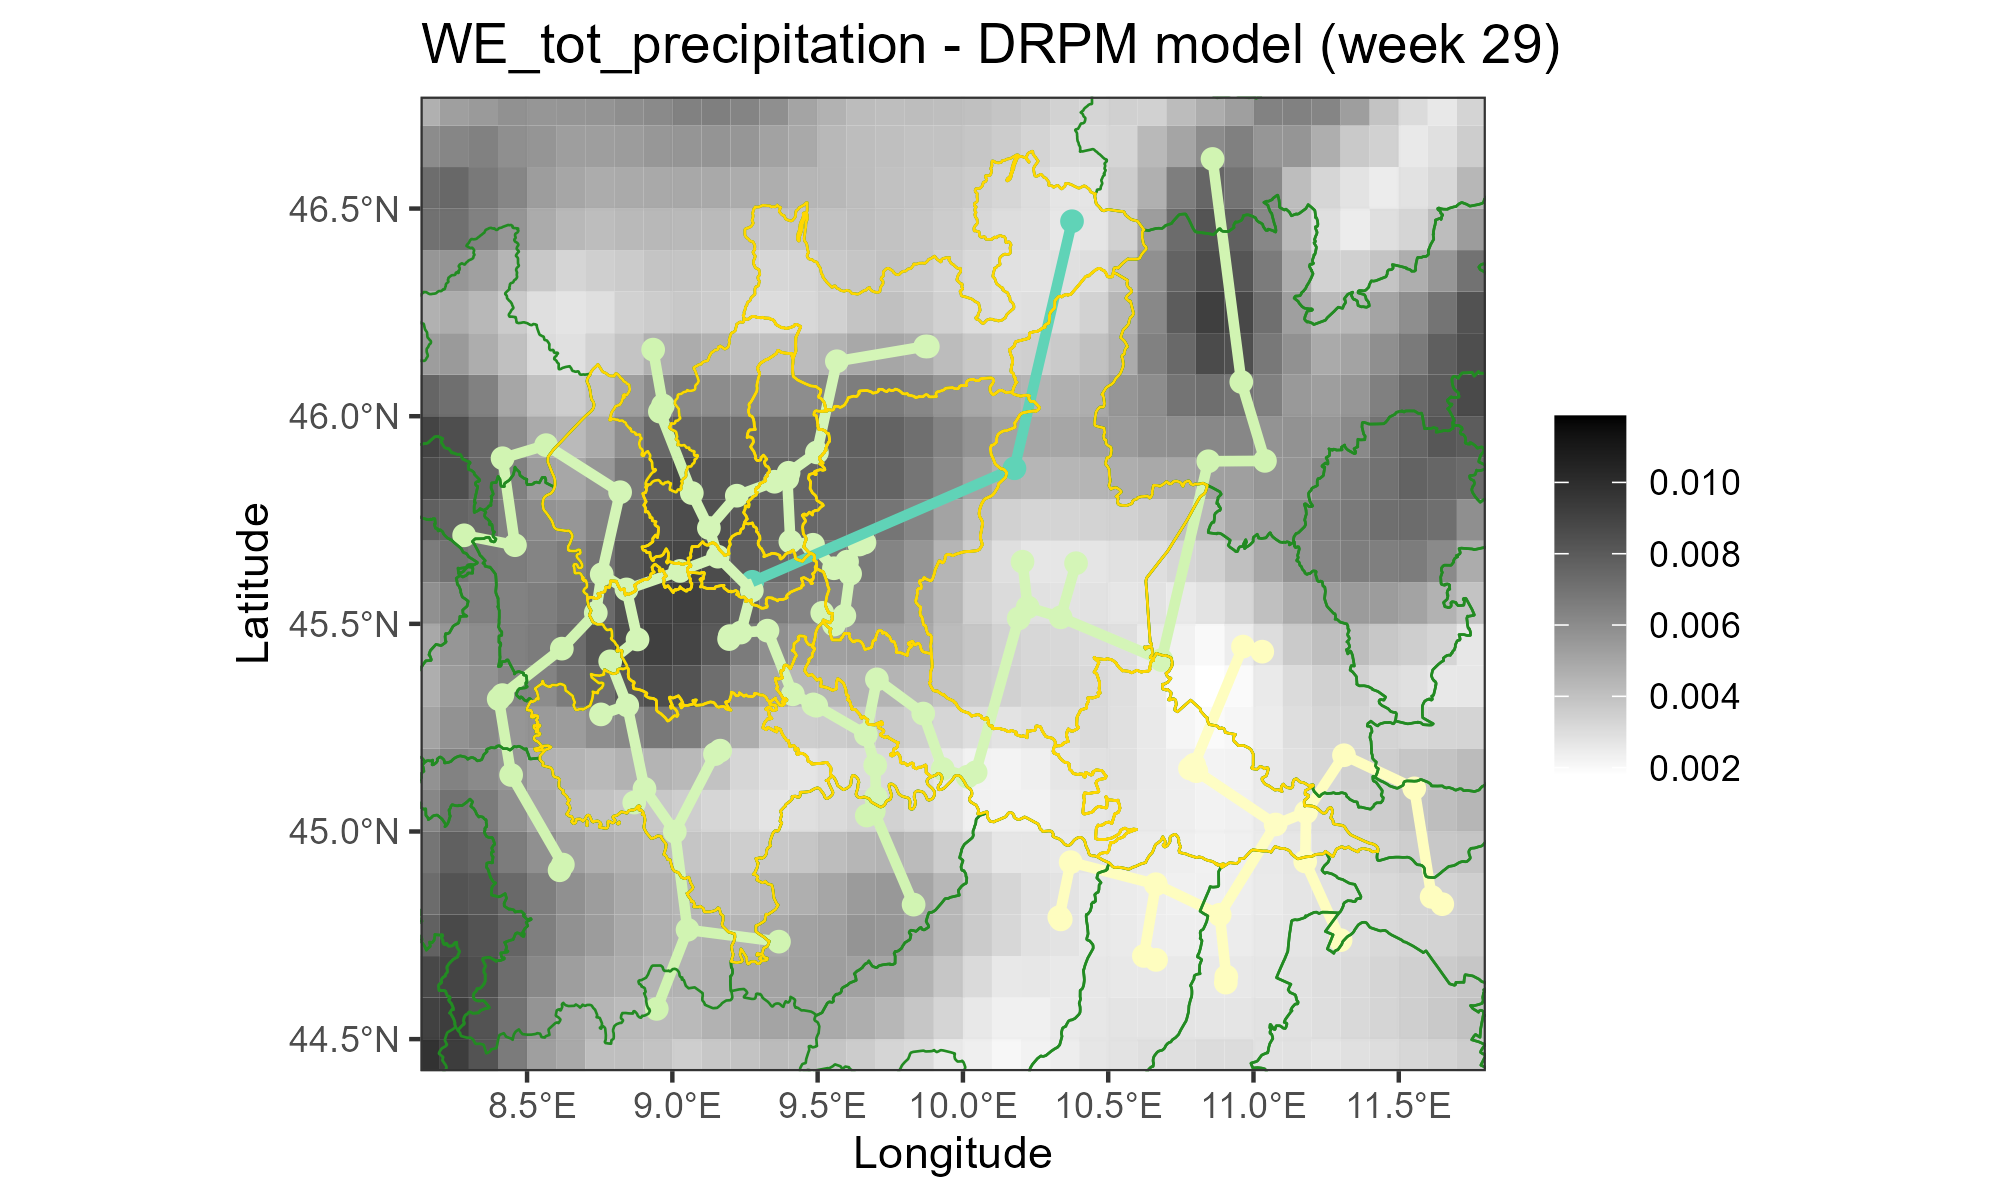 WE_tot_precipitation - DRPM model (week 29)
46.5°N
46.0°N
45.5°N
45.0°N
44.5°N
Latitude
8.5°E 9.0°E 9.5°E 10.0°E 10.5°E 11.0°E 11.5°E
Longitude
0.010
0.008
0.006
0.004
0.002